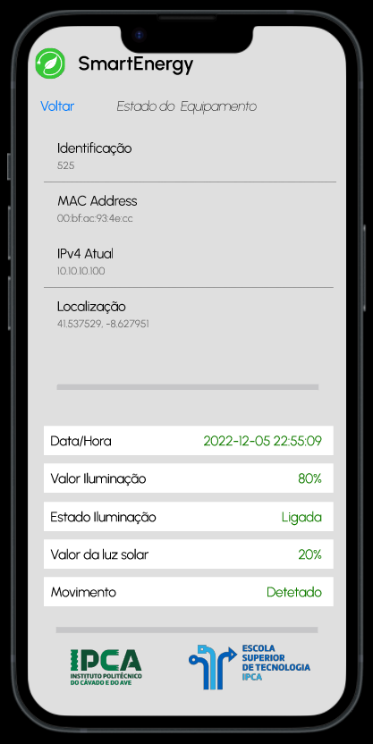 SmartEnergy
Voltar Estado do Equipamento
Identificação
525
MAC Address
00:bf:ac:93:4e:cc
IPv4 Atual
10.10.10.100
Localização
41.537529, -8.627951
Data/Hora 2022-12-05 22:55:09
Valor Iluminação 80%
Estado Iluminação Ligada
Valor da luz solar 20%
Movimento Detetado
IPCA
INSTITUTO POLITÉCNICO
DO CÁVADO E DO AVE
ESCOLA
SUPERIOR
DE TECNOLOGIA
IPCA